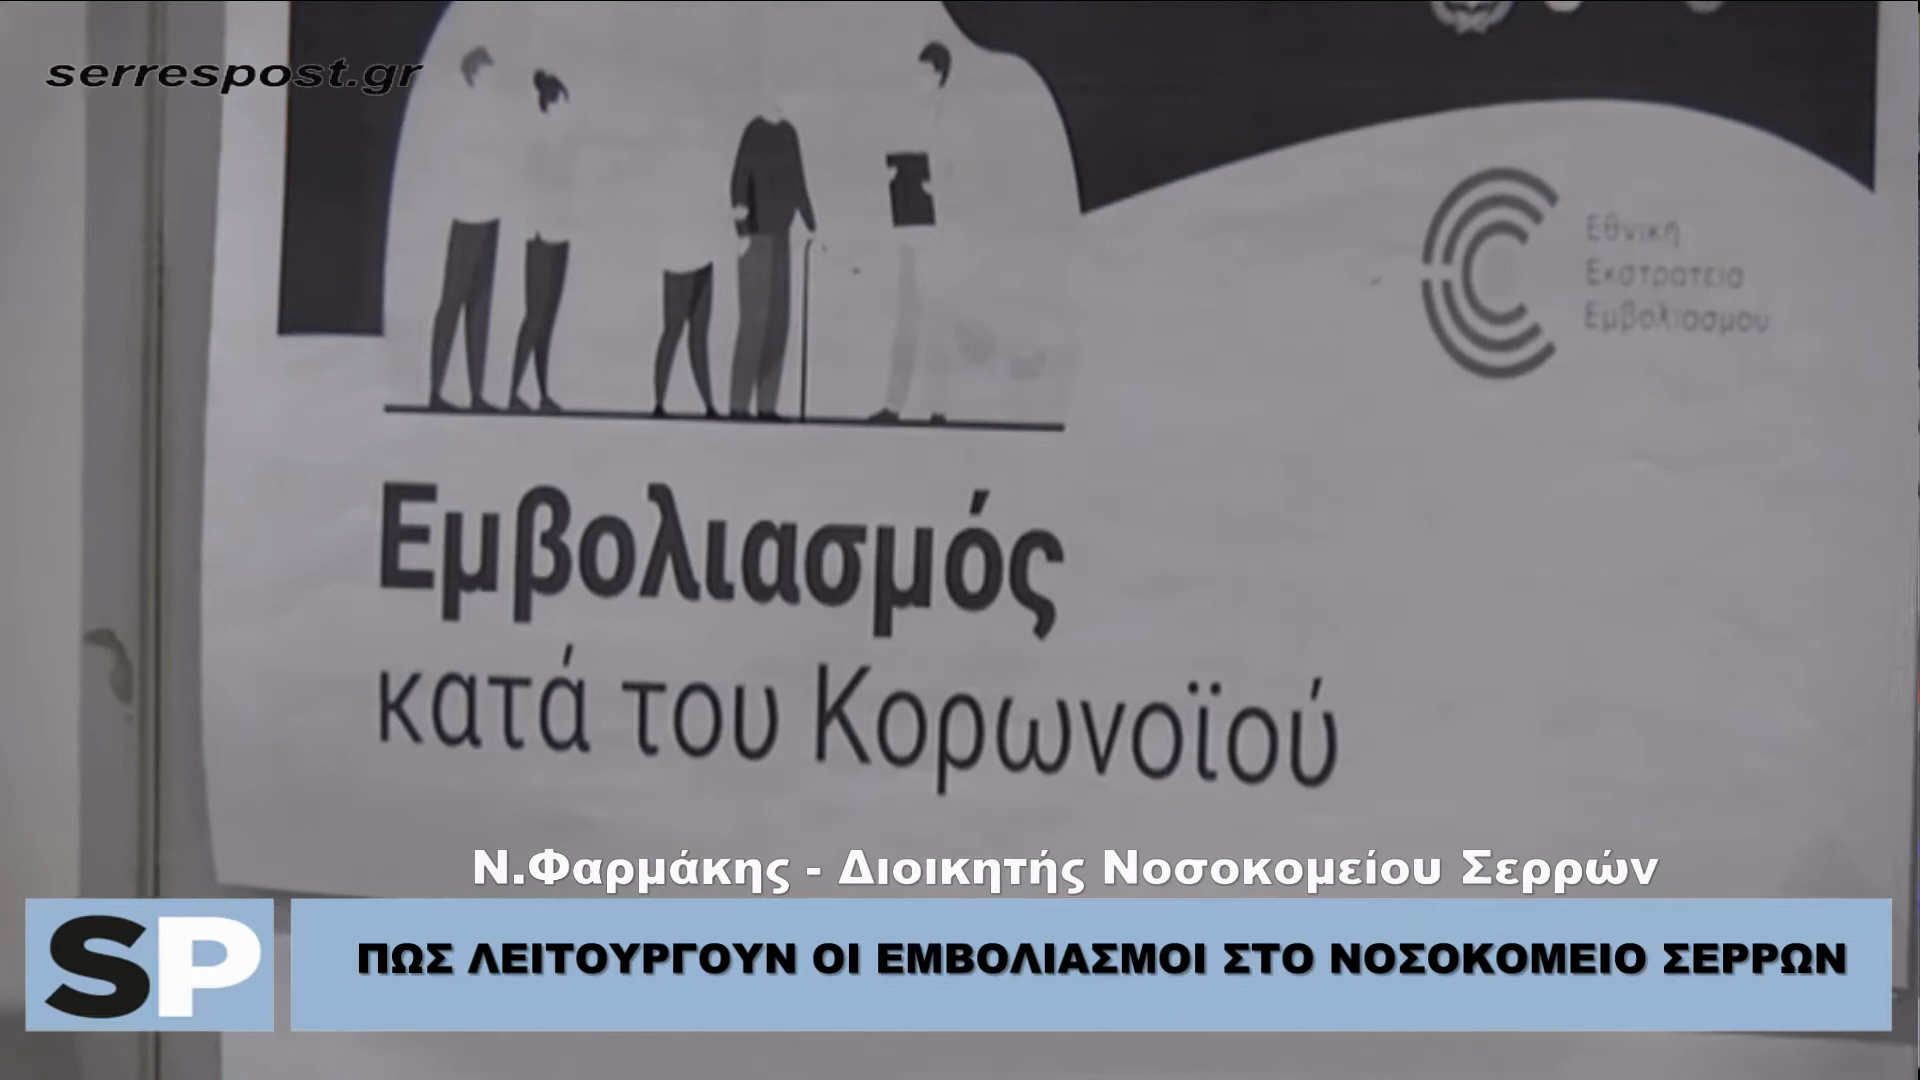 serrespost.gr
Εθνική
Εκστρατεία
Εμβολιασμού
Εμβολιασμός
κατά του Κορωνοϊού
Ν.Φαρμάκης - Διοικητής Νοσοκομείου Σερρών
SP
ΠΩΣ ΛΕΙΤΟΥΡΓΟΥΝ ΟΙ ΕΜΒΟΛΙΑΣΜΟΙ ΣΤΟ ΝΟΣΟΚΟΜΕΙΟ ΣΕΡΡΩΝ